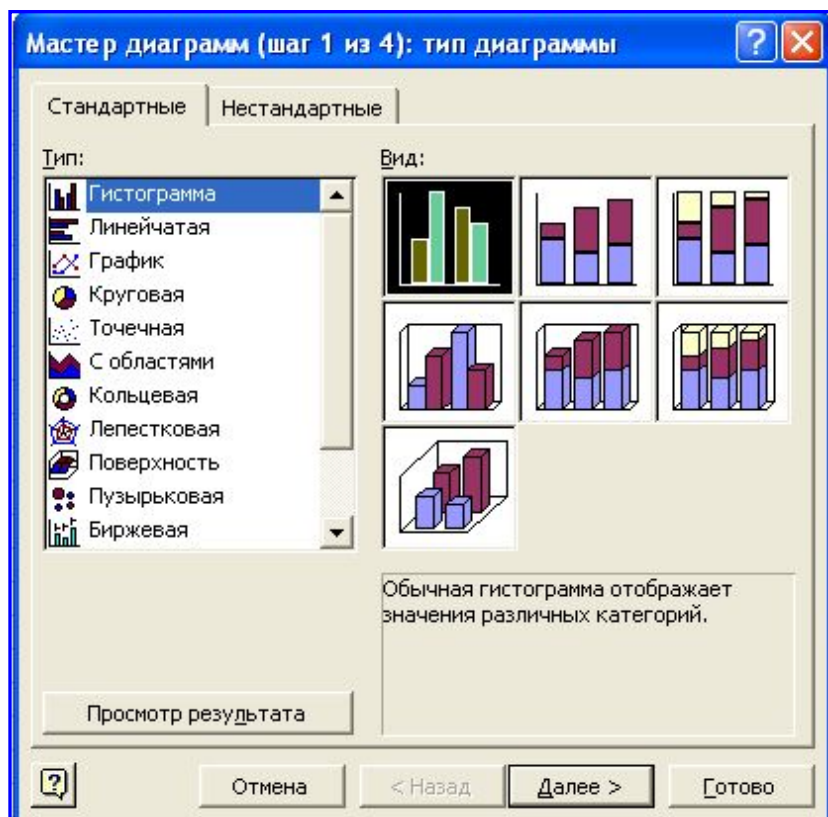 Мастер диаграмм (шаг 1 из 4): тип диаграммы
Стандартные
Нестандартные
Тип:
Гистограмма
Линейчатая
График
Круговая
Точечная
С областями
Кольцевая
Лепестковая
Поверхность
Пузырьковая
Биржевая
Вид:
Обычная гистограмма отображает
значения различных категорий.
Просмотр результата
Отмена
< Назад
Далее >
Готово